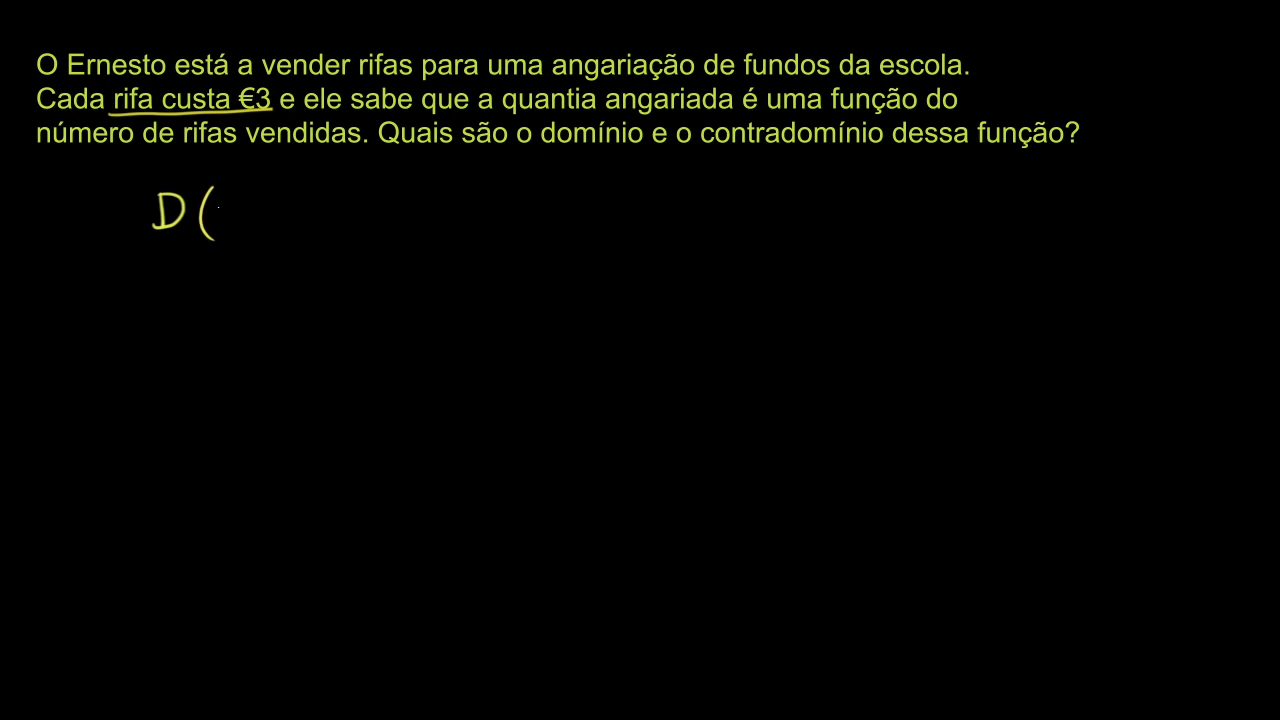 O Ernesto está a vender rifas para uma angariação de fundos da escola.
Cada rifa custa €3 e ele sabe que a quantia angariada é uma função do
número de rifas vendidas. Quais são o domínio e o contradomínio dessa função?
D (